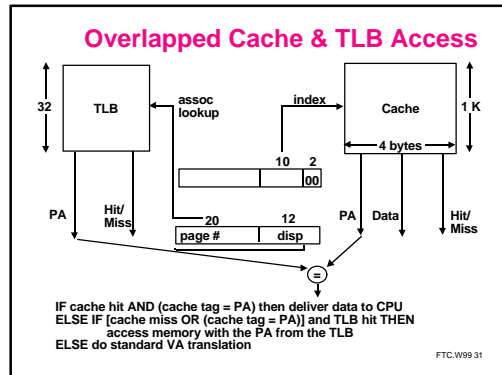 Overlapped Cache & TLB Access
32
TLB
assoc
lookup
index
Cache
1 K
4 bytes
10
2
00
PA
Hit/
Miss
20
12
page #
disp
PA
Data
Hit/
Miss
=
IF cache hit AND (cache tag = PA) then deliver data to CPU
ELSE IF [cache miss OR (cache tag = PA)] and TLB hit THEN
access memory with the PA from the TLB
ELSE do standard VA translation
FTC.W99 31